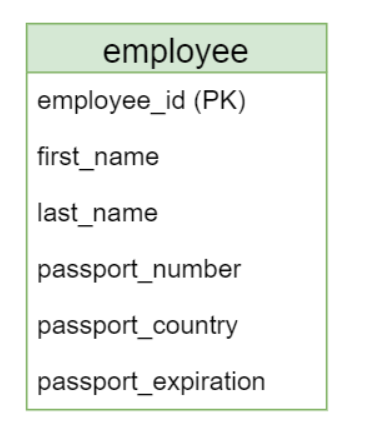 employee
employee_id (PK)
first_name
last_name
passport_number
passport_country
passport_expiration